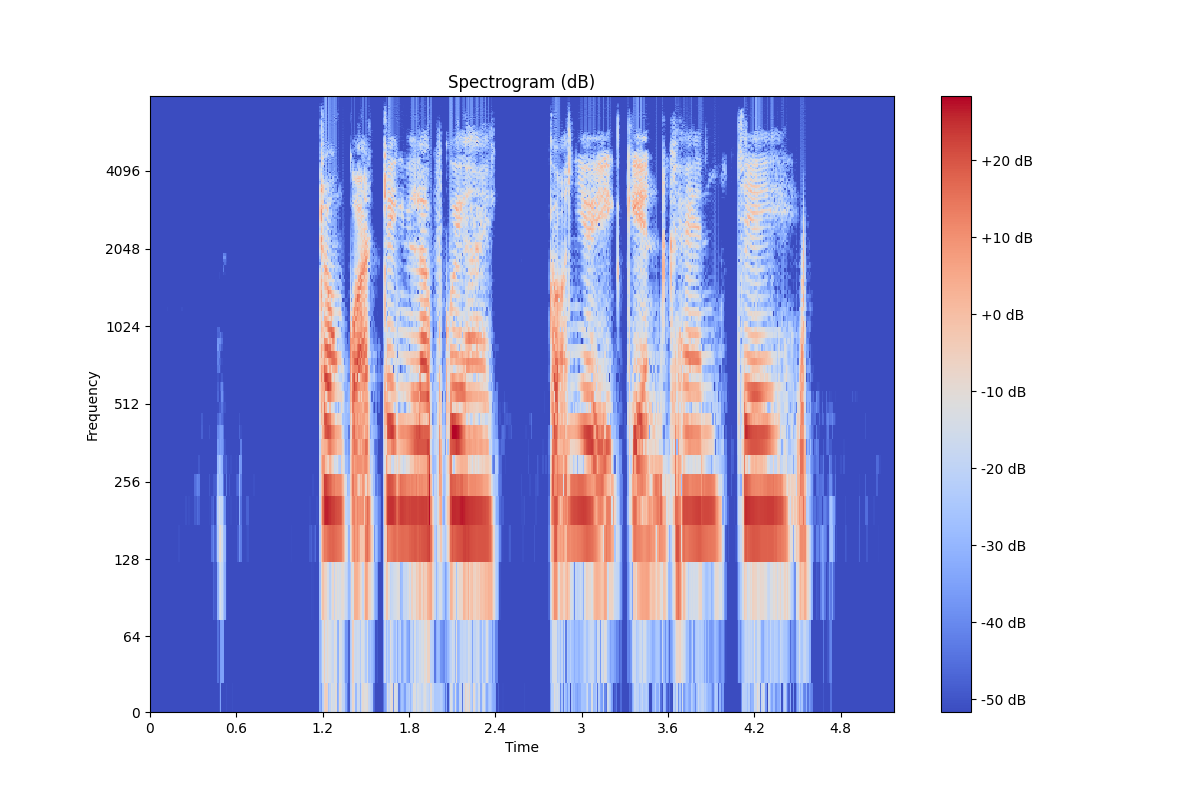 Spectrogram (dB)
Frequency
4096
2048
1024
512
256
128
64
0
0 0.6 1.2 1.8 2.4 3 3.6 4.2 4.8
Time
+20 dB
+10 dB
+0 dB
-10 dB
-20 dB
-30 dB
-40 dB
-50 dB